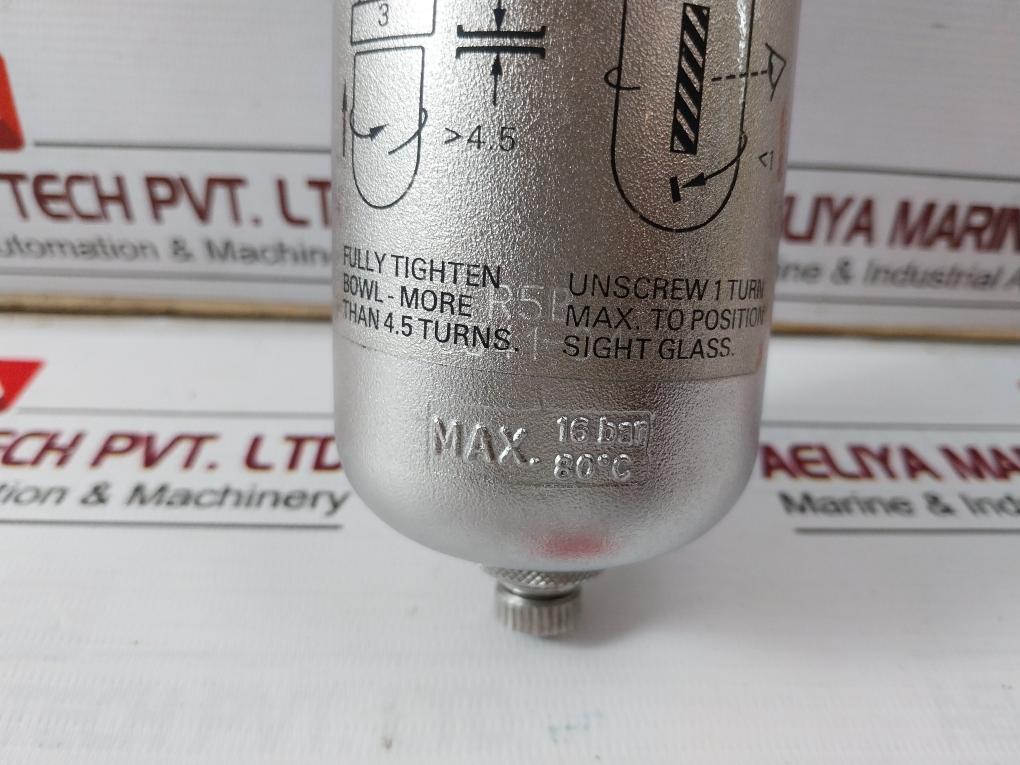 3
>4.5
<1
FULLY TIGHTEN
BOWL - MORE
THAN 4.5 TURNS.
UNSCREW 1 TURN
MAX. TO POSITION
SIGHT GLASS.
MAX. 16 bar
80°C
TECH PVT. LT
utomation & Machin
AELIYA MARIN
ne & Industrial A
ECH PVT. LTD
ation & Machinery
AELIYA MA
Marine & Ind